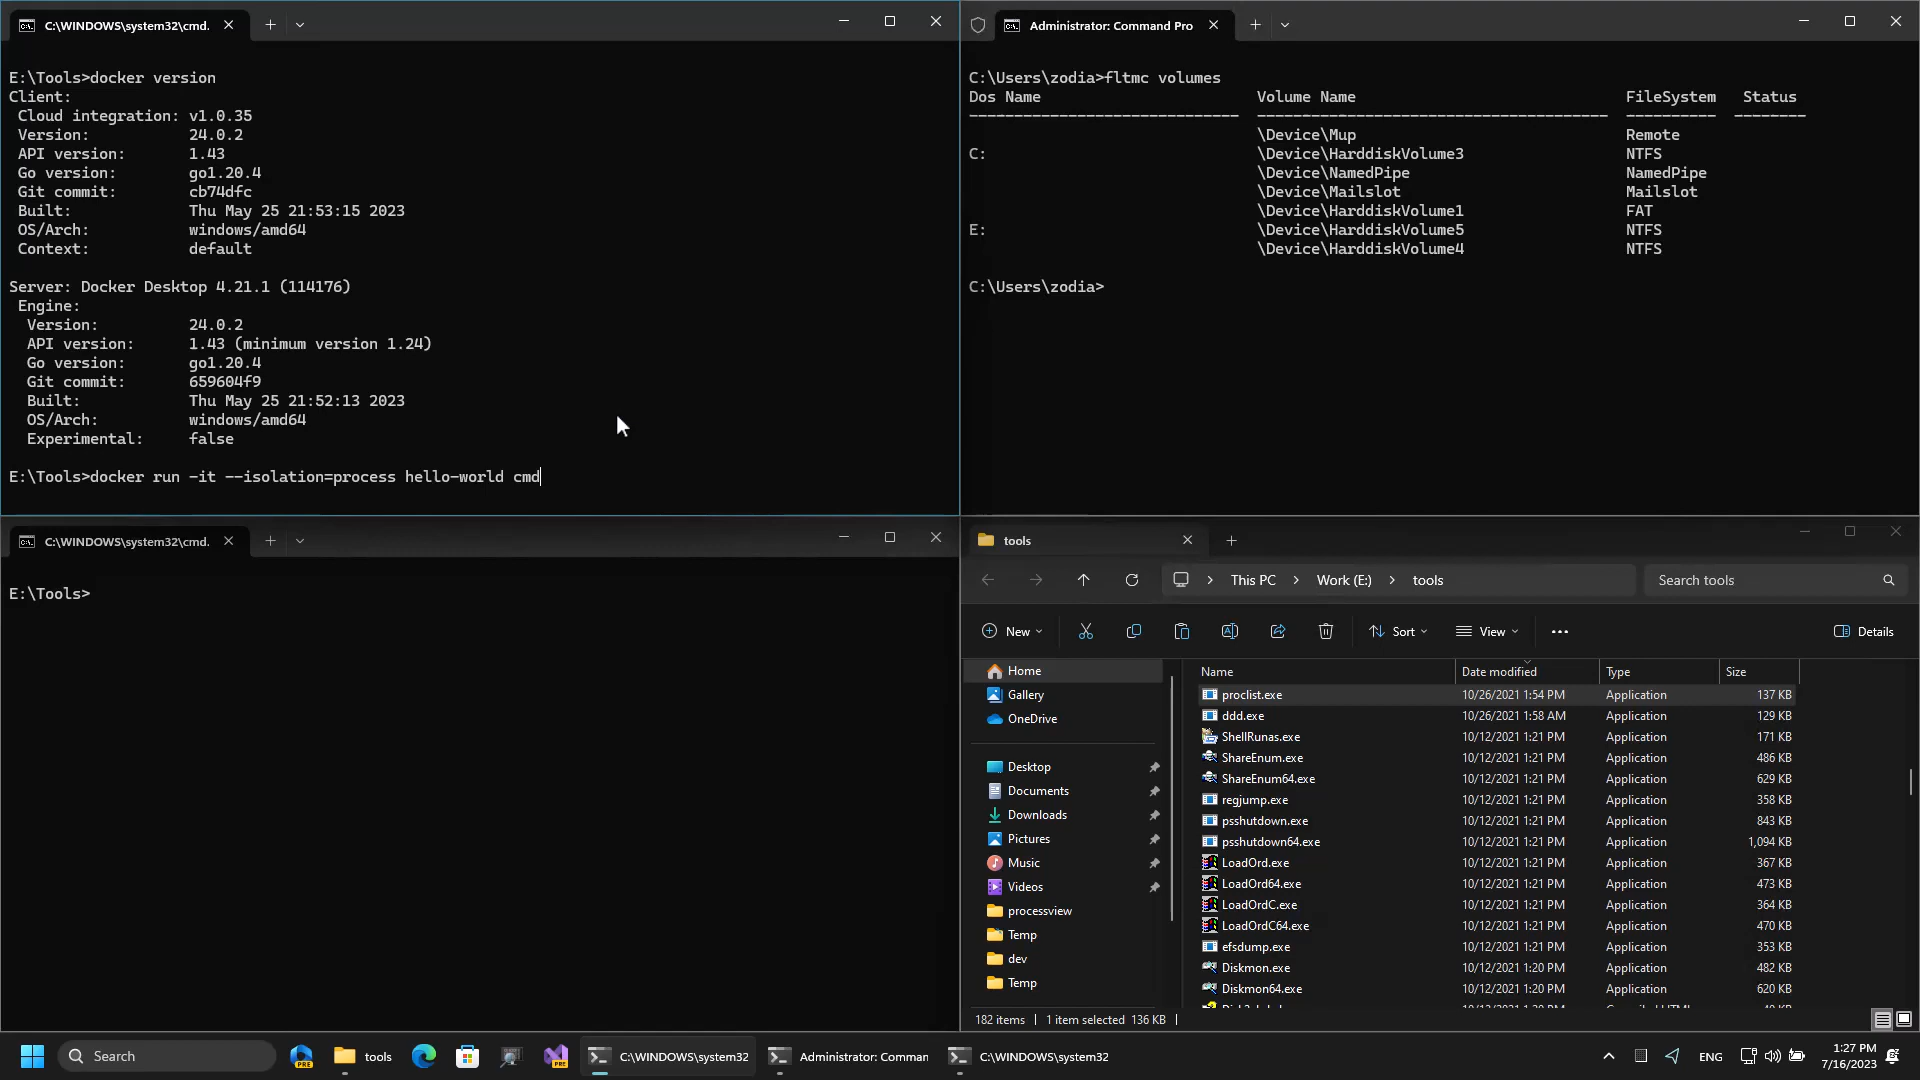 C:\WINDOWS\system32\cmd.
E:\Tools>docker version
Client:
Cloud integration: v1.0.35
Version: 24.0.2
API version: 1.43
Go version: go1.20.4
Git commit: cb74dfc
Built: Thu May 25 21:53:15 2023
OS/Arch: windows/amd64
Context: default
Server: Docker Desktop 4.21.1 (114176)
Engine:
Version: 24.0.2
API version: 1.43 (minimum version 1.24)
Go version: go1.20.4
Git commit: 659604f9
Built: Thu May 25 21:52:13 2023
OS/Arch: windows/amd64
Experimental: false
E:\Tools>docker run -it --isolation=process hello-world cmd
Administrator: Command Pro
C:\Users\zodia>fltmc volumes
Dos Name Volume Name FileSystem Status
------------------------------ --------------------------------------- ---------- --------
\Device\Mup Remote
C: \Device\HarddiskVolume3 NTFS
\Device\NamedPipe NamedPipe
\Device\Mailslot Mailslot
\Device\HarddiskVolume1 FAT
E: \Device\HarddiskVolume5 NTFS
\Device\HarddiskVolume4 NTFS
C:\Users\zodia>
C:\WINDOWS\system32\cmd.
E:\Tools>
tools
This PC > Work (E:) > tools
Search tools
New Sort View Details
Home
Gallery
OneDrive
Desktop
Documents
Downloads
Pictures
Music
Videos
processview
Temp
dev
Temp
Name Date modified Type Size
proclist.exe 10/26/2021 1:54 PM Application 137 KB
ddd.exe 10/26/2021 1:58 AM Application 129 KB
ShellRunas.exe 10/12/2021 1:21 PM Application 171 KB
ShareEnum.exe 10/12/2021 1:21 PM Application 486 KB
ShareEnum64.exe 10/12/2021 1:21 PM Application 629 KB
regjump.exe 10/12/2021 1:21 PM Application 358 KB
psshutdown.exe 10/12/2021 1:21 PM Application 843 KB
psshutdown64.exe 10/12/2021 1:21 PM Application 1,094 KB
LoadOrd.exe 10/12/2021 1:21 PM Application 367 KB
LoadOrd64.exe 10/12/2021 1:21 PM Application 473 KB
LoadOrdC.exe 10/12/2021 1:21 PM Application 364 KB
LoadOrdC64.exe 10/12/2021 1:21 PM Application 470 KB
efsdump.exe 10/12/2021 1:21 PM Application 353 KB
Diskmon.exe 10/12/2021 1:20 PM Application 482 KB
Diskmon64.exe 10/12/2021 1:20 PM Application 620 KB
182 items 1 item selected 136 KB
Search
PRE
tools
PRE
C:\WINDOWS\system32
Administrator: Comman
C:\WINDOWS\system32
ENG
1:27 PM
7/16/2023